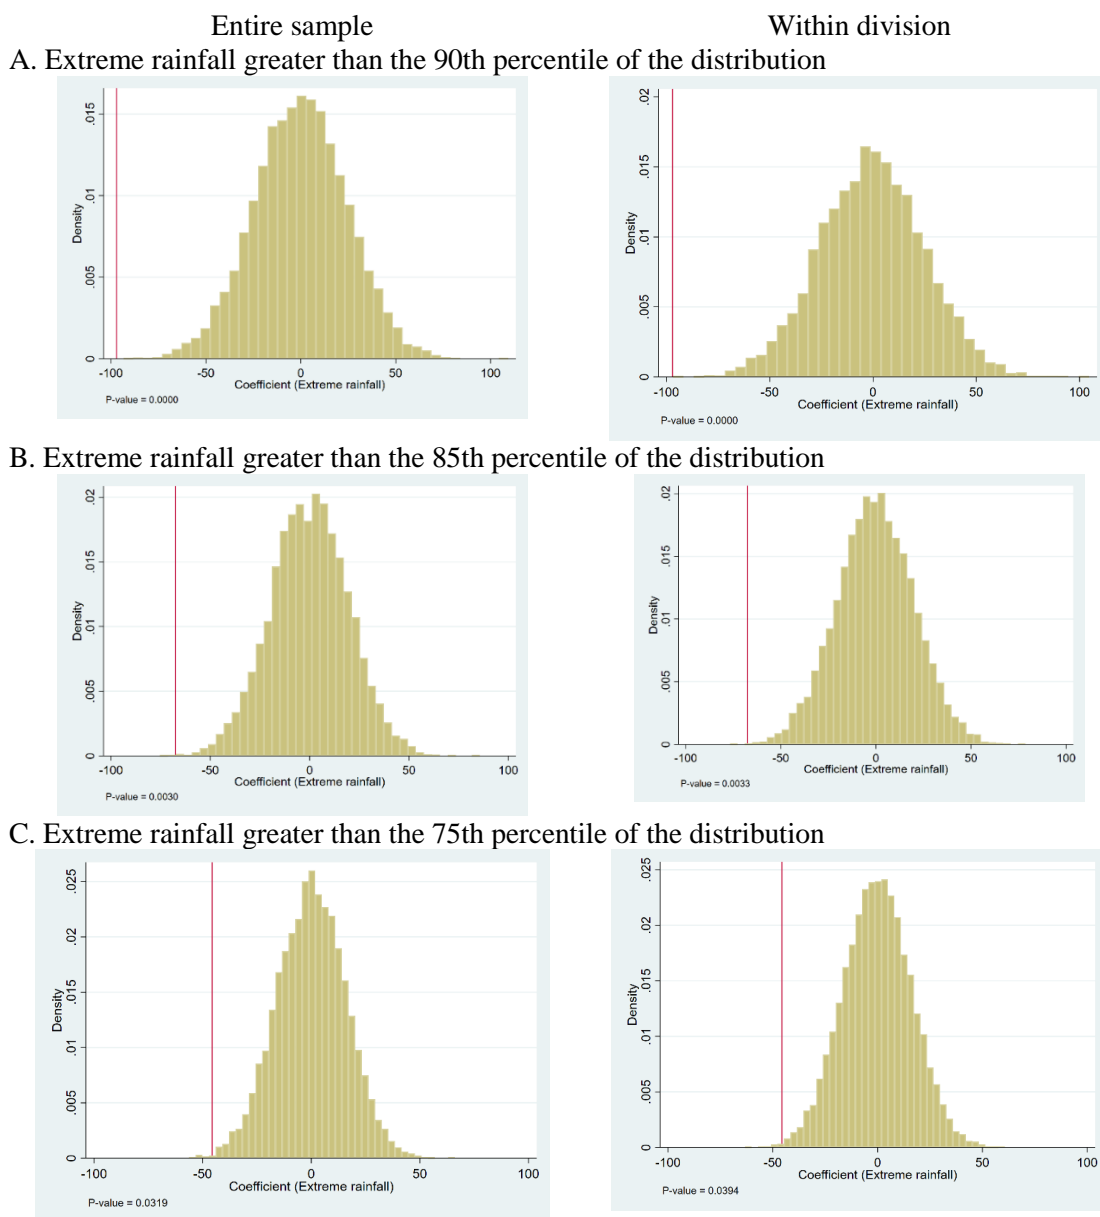 Entire sample
Within division
A. Extreme rainfall greater than the 90th percentile of the distribution
.015
.01
.005
0
Density
-100 -50 0 50 100
Coefficient (Extreme rainfall)
P-value = 0.0000
.02
.015
.01
.005
0
Density
-100 -50 0 50 100
Coefficient (Extreme rainfall)
P-value = 0.0000
B. Extreme rainfall greater than the 85th percentile of the distribution
.02
.015
.01
.005
0
Density
-100 -50 0 50 100
Coefficient (Extreme rainfall)
P-value = 0.0030
.02
.015
.01
.005
0
Density
-100 -50 0 50 100
Coefficient (Extreme rainfall)
P-value = 0.0033
C. Extreme rainfall greater than the 75th percentile of the distribution
.025
.02
.015
.01
.005
0
Density
-100 -50 0 50 100
Coefficient (Extreme rainfall)
P-value = 0.0319
.025
.02
.015
.01
.005
0
Density
-100 -50 0 50 100
Coefficient (Extreme rainfall)
P-value = 0.0394